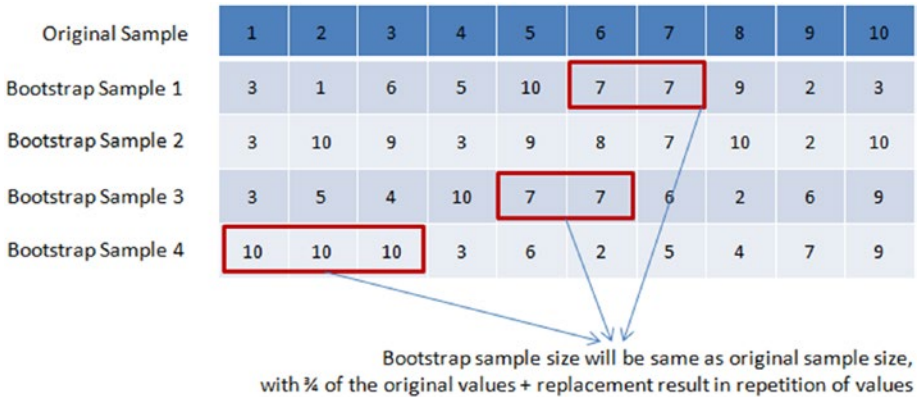 Original Sample 1 2 3 4 5 6 7 8 9 10
Bootstrap Sample 1 3 1 6 5 10 7 7 9 2 3
Bootstrap Sample 2 3 10 9 3 9 8 7 10 2 10
Bootstrap Sample 3 3 5 4 10 7 7 6 2 6 9
Bootstrap Sample 4 10 10 10 3 6 2 5 4 7 9
Bootstrap sample size will be same as original sample size,
with ¾ of the original values + replacement result in repetition of values